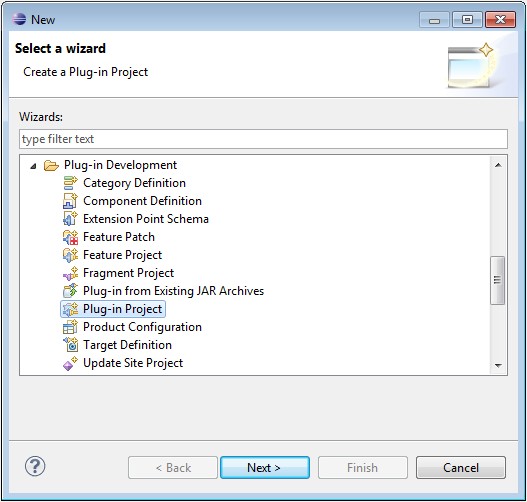 New
Select a wizard
Create a Plug-in Project
Wizards:
type filter text
Plug-in Development
Category Definition
Component Definition
Extension Point Schema
Feature Patch
Feature Project
Fragment Project
Plug-in from Existing JAR Archives
Plug-in Project
Product Configuration
Target Definition
Update Site Project
? < Back Next > Finish Cancel